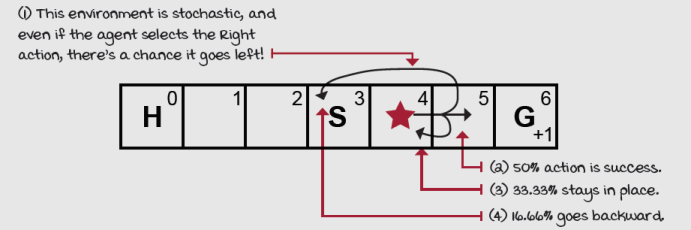 (1) This environment is stochastic, and
even if the agent selects the Right
action, there's a chance it goes left!
H 0 1 2 S 3 4 5 G 6
+1
(2) 50% action is success.
(3) 33.33% stays in place.
(4) 16.66% goes backward.